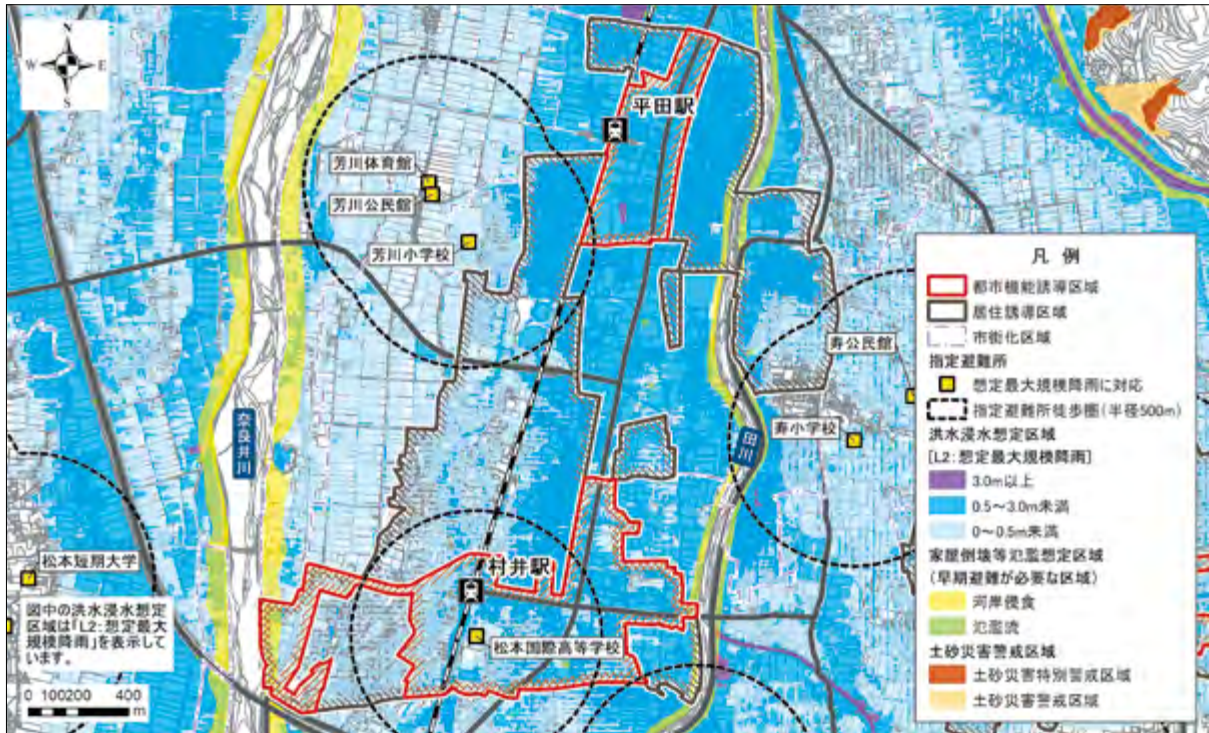 N
W
E
S
平田駅
芳川体育館
芳川公民館
芳川小学校
寿公民館
寿小学校
奈良井川
田川
村井駅
松本国際高等学校
松本短期大学
図中の洪水浸水想定
区域は「L2:想定最大
規模降雨」を表示して
います。
0 100200 400
m
凡 例
都市機能誘導区域
居住誘導区域
市街化区域
指定避難所
想定最大規模降雨に対応
指定避難所徒歩圏(半径500m)
洪水浸水想定区域
[L2:想定最大規模降雨]
3.0m以上
0.5~3.0m未満
0~0.5m未満
家屋倒壊等氾濫想定区域
(早期避難が必要な区域)
河岸侵食
氾濫流
土砂災害警戒区域
土砂災害特別警戒区域
土砂災害警戒区域